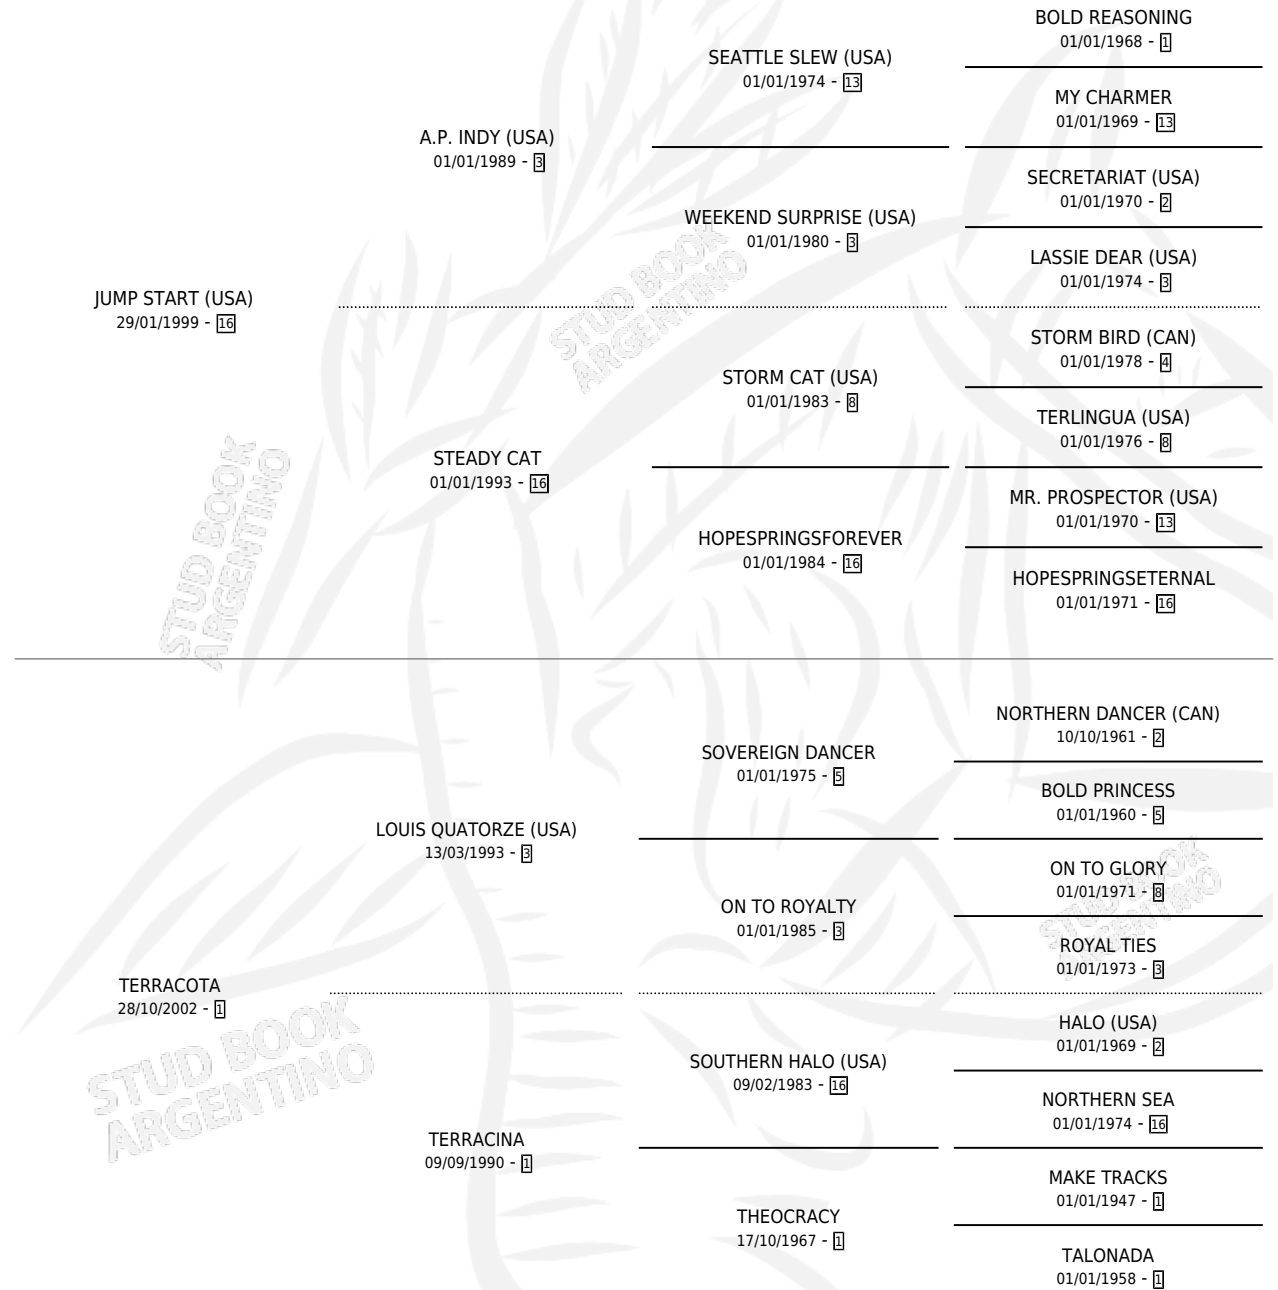 BOLD REASONING
01/01/1968 - 1
SEATTLE SLEW (USA)
01/01/1974 - 13
MY CHARMER
01/01/1969 - 13
A.P. INDY (USA)
01/01/1989 - 3
SECRETARIAT (USA)
01/01/1970 - 2
WEEKEND SURPRISE (USA)
01/01/1980 - 3
LASSIE DEAR (USA)
01/01/1974 - 3
STUD BOOK
ARGENTINO
JUMP START (USA)
29/01/1999 - 16
STORM BIRD (CAN)
01/01/1978 - 4
STORM CAT (USA)
01/01/1983 - 8
TERLINGUA (USA)
01/01/1976 - 8
STEADY CAT
01/01/1993 - 16
MR. PROSPECTOR (USA)
01/01/1970 - 13
HOPESPRINGSFOREVER
01/01/1984 - 16
HOPESPRINGSETERNAL
01/01/1971 - 16
STUD BOOK
ARGENTINO
NORTHERN DANCER (CAN)
10/10/1961 - 2
SOVEREIGN DANCER
01/01/1975 - 5
BOLD PRINCESS
01/01/1960 - 5
LOUIS QUATORZE (USA)
13/03/1993 - 3
ON TO GLORY
01/01/1971 - 8
ON TO ROYALTY
01/01/1985 - 3
ROYAL TIES
01/01/1973 - 3
STUD BOOK
ARGENTINO
TERRACOTA
28/10/2002 - 1
HALO (USA)
01/01/1969 - 2
SOUTHERN HALO (USA)
09/02/1983 - 16
NORTHERN SEA
01/01/1974 - 16
STUD BOOK
ARGENTINO
TERRACINA
09/09/1990 - 1
MAKE TRACKS
01/01/1947 - 1
THEOCRACY
17/10/1967 - 1
TALONADA
01/01/1958 - 1